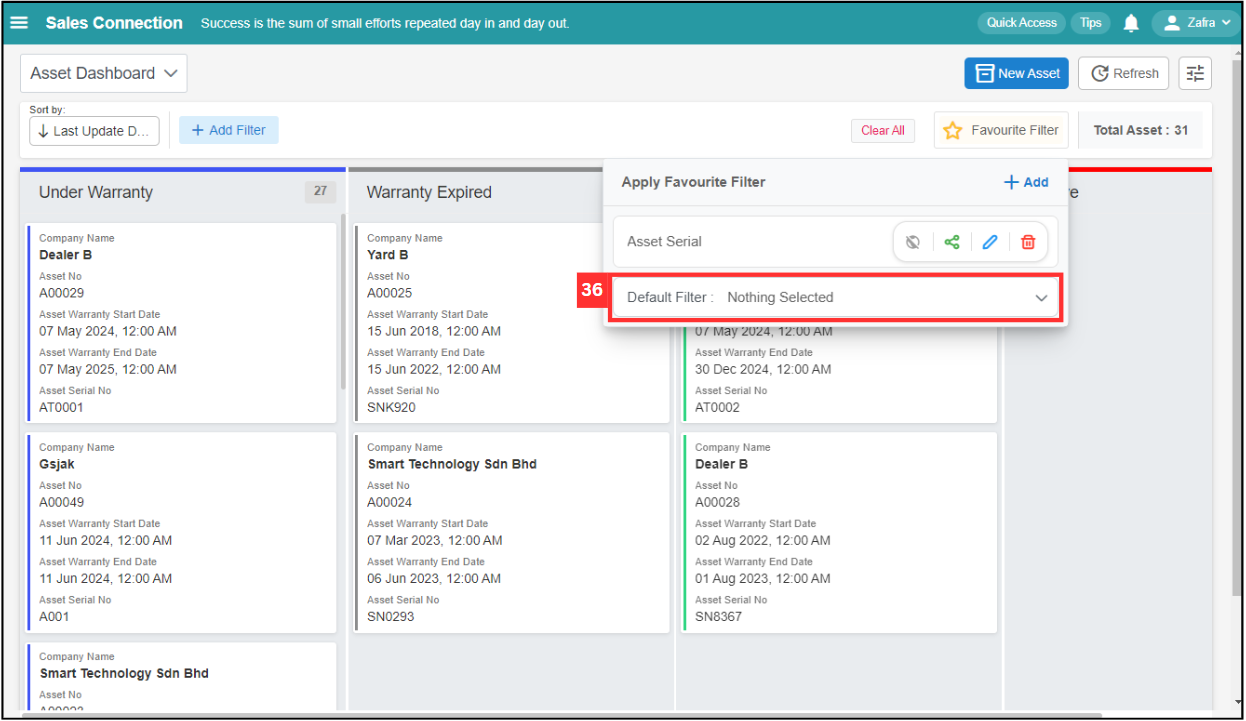 Sales Connection
Success is the sum of small efforts repeated day in and day out.
Quick Access
Tips
Zafra
Asset Dashboard
New Asset
Refresh
Sort by:
Last Update D...
+ Add Filter
Clear All
Favourite Filter
Total Asset : 31
Under Warranty
27
Company Name
Dealer B
Asset No
A00029
Asset Warranty Start Date
07 May 2024, 12:00 AM
Asset Warranty End Date
07 May 2025, 12:00 AM
Asset Serial No
AT0001
Company Name
Gsjak
Asset No
A00049
Asset Warranty Start Date
11 Jun 2024, 12:00 AM
Asset Warranty End Date
11 Jun 2024, 12:00 AM
Asset Serial No
A001
Company Name
Smart Technology Sdn Bhd
Asset No
Warranty Expired
Company Name
Yard B
Asset No
A00025
Asset Warranty Start Date
15 Jun 2018, 12:00 AM
Asset Warranty End Date
15 Jun 2022, 12:00 AM
Asset Serial No
SNK920
Company Name
Smart Technology Sdn Bhd
Asset No
A00024
Asset Warranty Start Date
07 Mar 2023, 12:00 AM
Asset Warranty End Date
06 Jun 2023, 12:00 AM
Asset Serial No
SN0293
Apply Favourite Filter
+ Add
Asset Serial
36
Default Filter : Nothing Selected
07 May 2024, 12:00 AM
Asset Warranty End Date
30 Dec 2024, 12:00 AM
Asset Serial No
AT0002
Company Name
Dealer B
Asset No
A00028
Asset Warranty Start Date
02 Aug 2022, 12:00 AM
Asset Warranty End Date
01 Aug 2023, 12:00 AM
Asset Serial No
SN8367